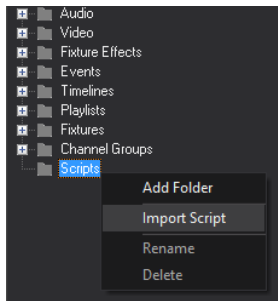 Audio
Video
Fixture Effects
Events
Timelines
Playlists
Fixtures
Channel Groups
Scripts
Add Folder
Import Script
Rename
Delete